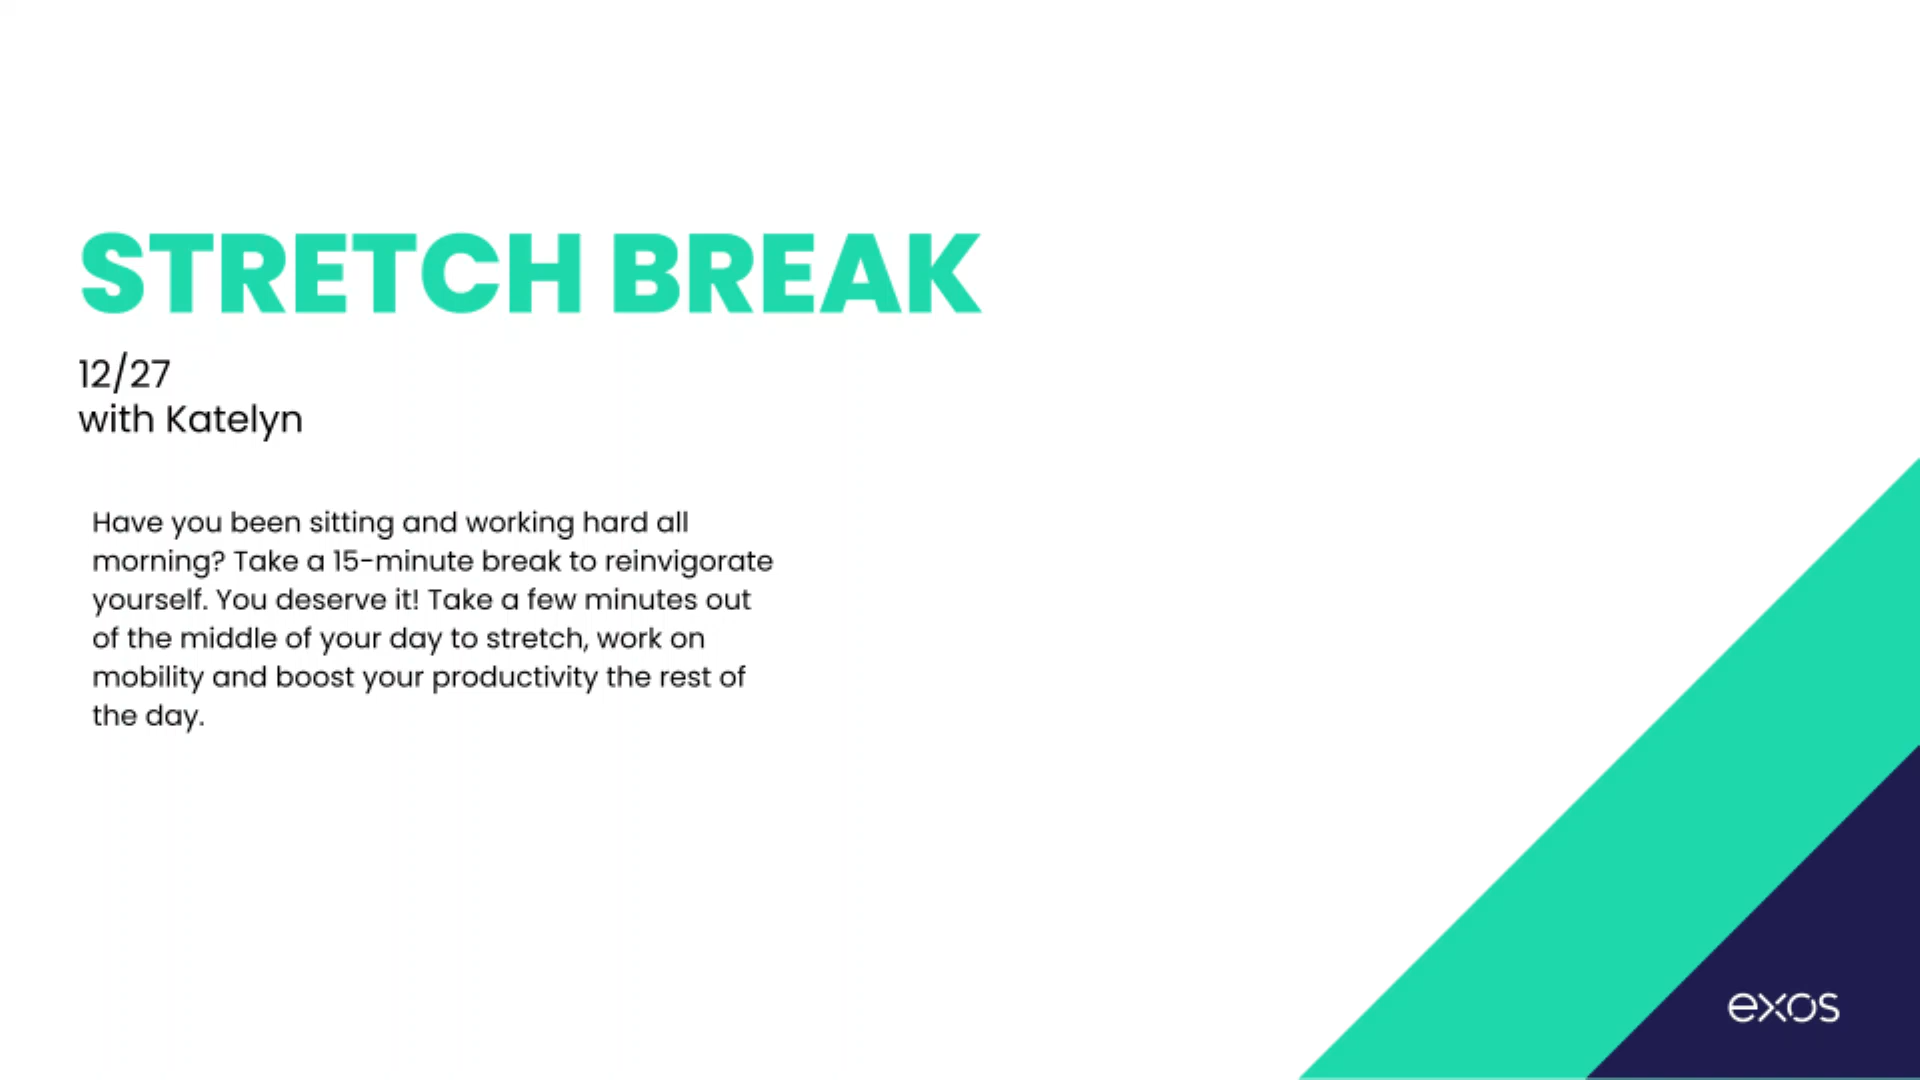 STRETCH BREAK
12/27
with Katelyn
Have you been sitting and working hard all
morning? Take a 15-minute break to reinvigorate
yourself. You deserve it! Take a few minutes out
of the middle of your day to stretch, work on
mobility and boost your productivity the rest of
the day.
exos